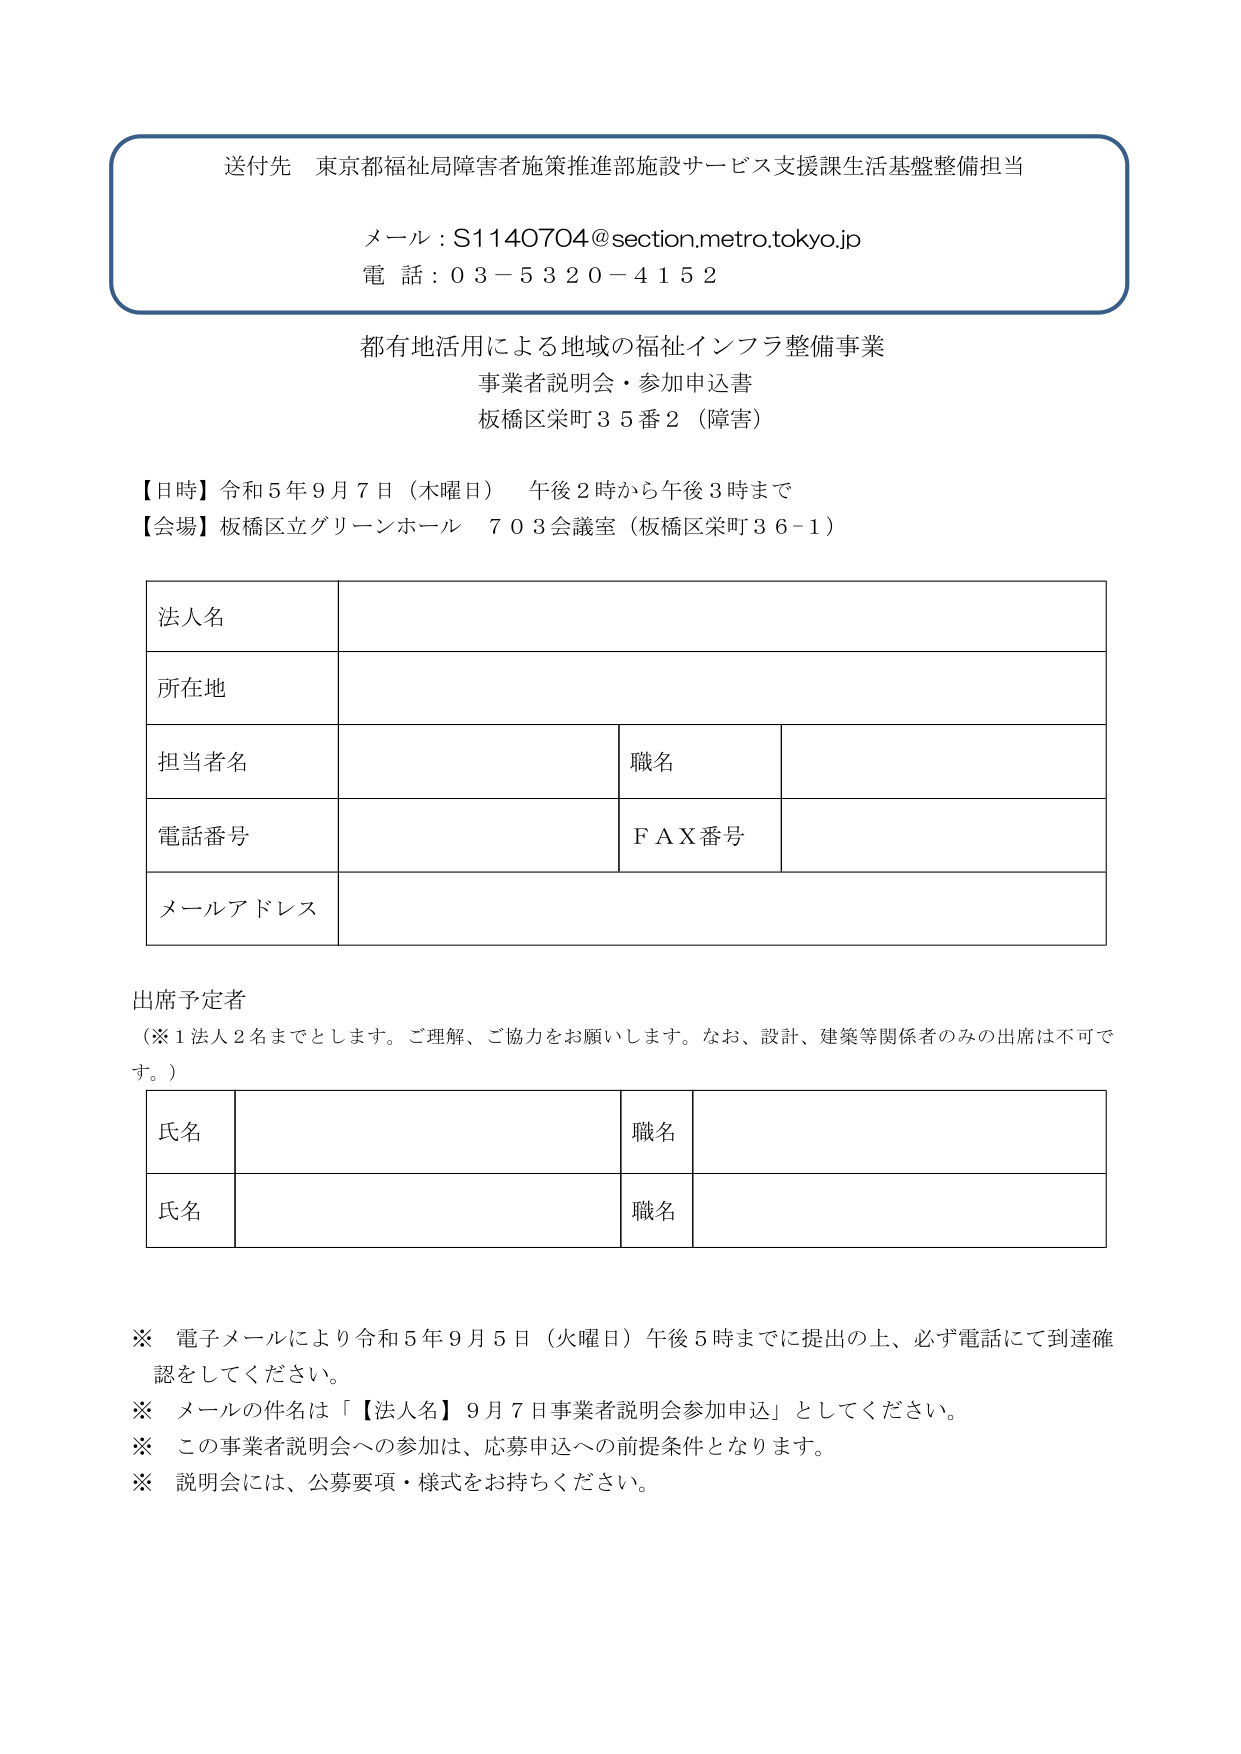 送付先　東京都福祉局障害者施策推進部施設サービス支援課生活基盤整備担当
メール：S1140704@section.metro.tokyo.jp
電 話：０３－５３２０－４１５２
都有地活用による地域の福祉インフラ整備事業
事業者説明会・参加申込書
板橋区栄町３５番２（障害）
【日時】令和５年９月７日（木曜日）　午後２時から午後３時まで
【会場】板橋区立グリーンホール　７０３会議室（板橋区栄町３６−１）
法人名
所在地
担当者名　職名
電話番号　ＦＡＸ番号
メールアドレス
出席予定者
（※１法人２名までとします。ご理解、ご協力をお願いします。なお、設計、建築等関係者のみの出席は不可で
す。）
氏名　職名
氏名　職名
※　電子メールにより令和５年９月５日（火曜日）午後５時までに提出の上、必ず電話にて到達確
認をしてください。
※　メールの件名は「【法人名】９月７日事業者説明会参加申込」としてください。
※　この事業者説明会への参加は、応募申込への前提条件となります。
※　説明会には、公募要項・様式をお持ちください。